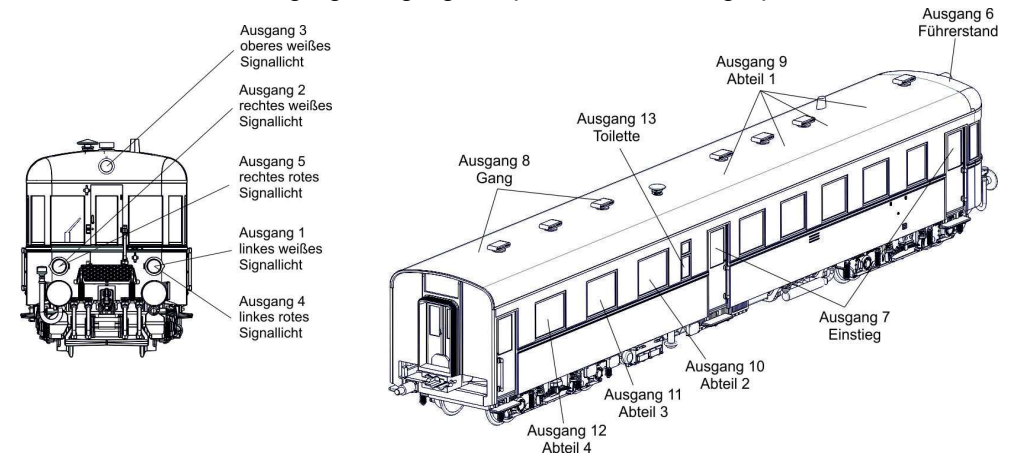 Ausgang 3
oberes weißes
Signallicht
Ausgang 2
rechtes weißes
Signallicht
Ausgang 5
rechtes rotes
Signallicht
Ausgang 1
linkes weißes
Signallicht
Ausgang 4
linkes rotes
Signallicht
Ausgang 6
Führerstand
Ausgang 9
Abteil 1
Ausgang 13
Toilette
Ausgang 8
Gang
Ausgang 7
Einstieg
Ausgang 10
Abteil 2
Ausgang 11
Abteil 3
Ausgang 12
Abteil 4